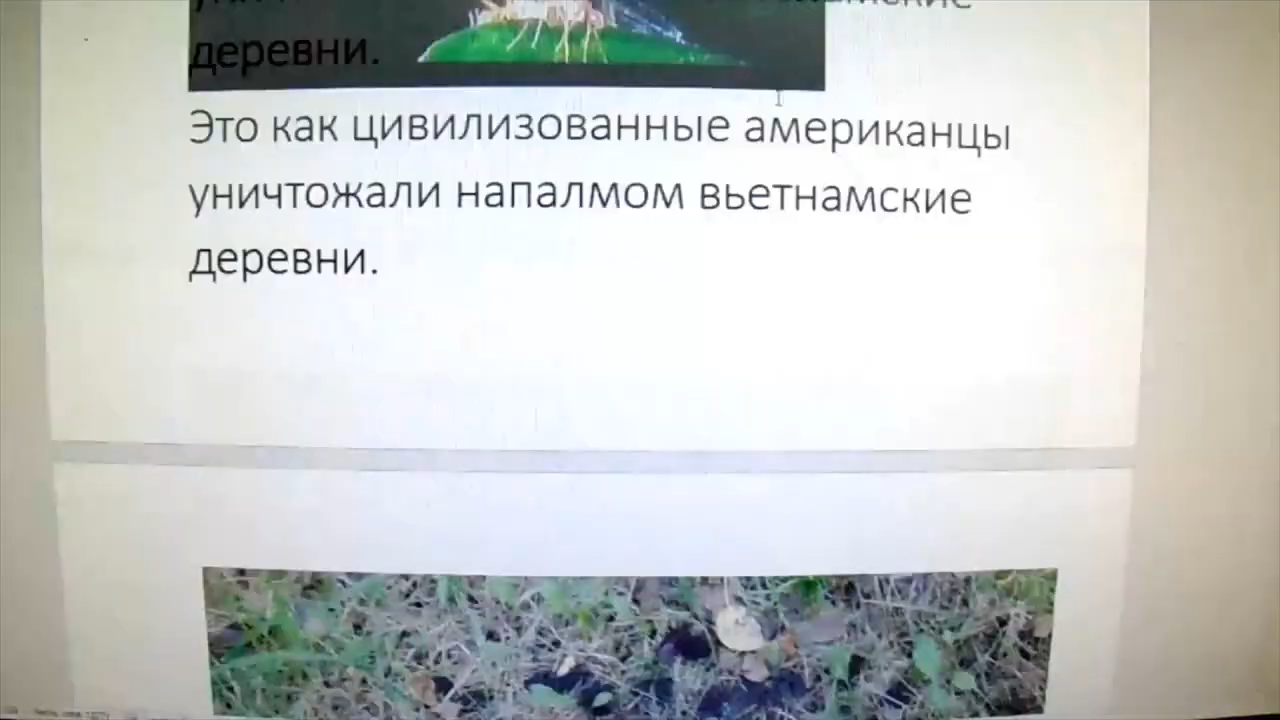 деревни.
Это как цивилизованные американцы
уничтожали напалмом вьетнамские
деревни.